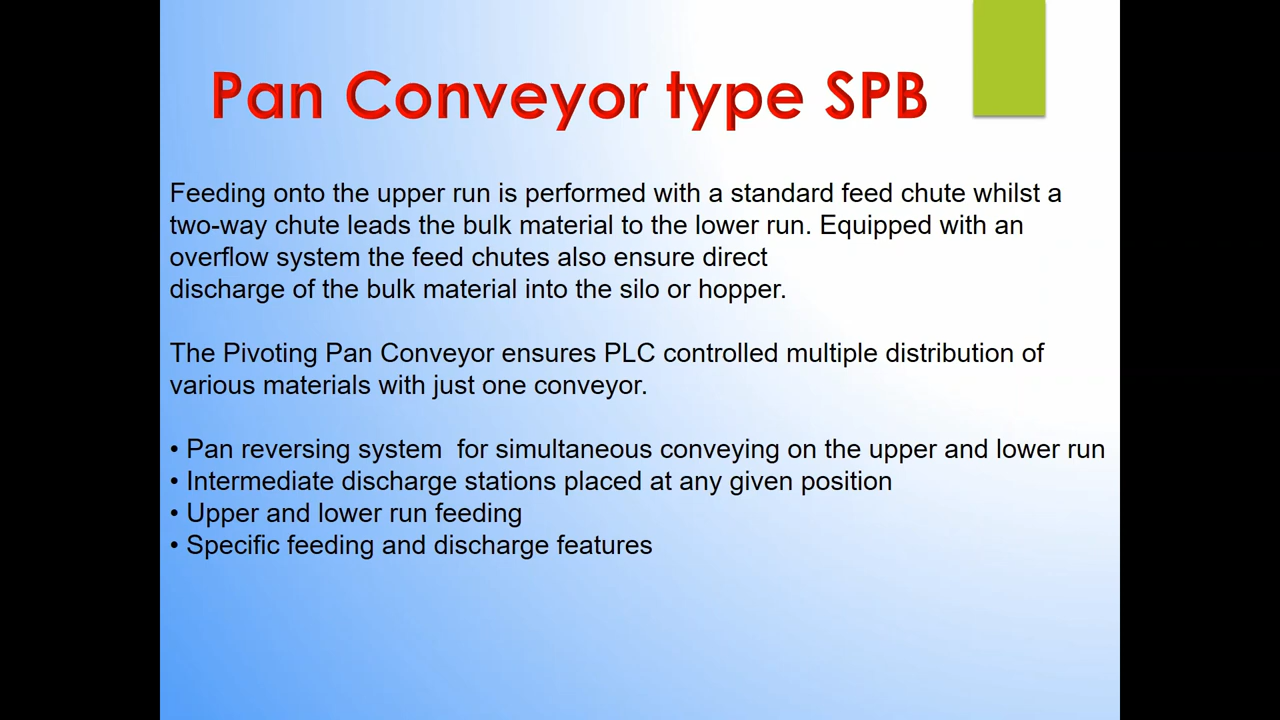 Pan Conveyor type SPB
Feeding onto the upper run is performed with a standard feed chute whilst a
two-way chute leads the bulk material to the lower run. Equipped with an
overflow system the feed chutes also ensure direct
discharge of the bulk material into the silo or hopper.
The Pivoting Pan Conveyor ensures PLC controlled multiple distribution of
various materials with just one conveyor.
• Pan reversing system  for simultaneous conveying on the upper and lower run
• Intermediate discharge stations placed at any given position
• Upper and lower run feeding
• Specific feeding and discharge features